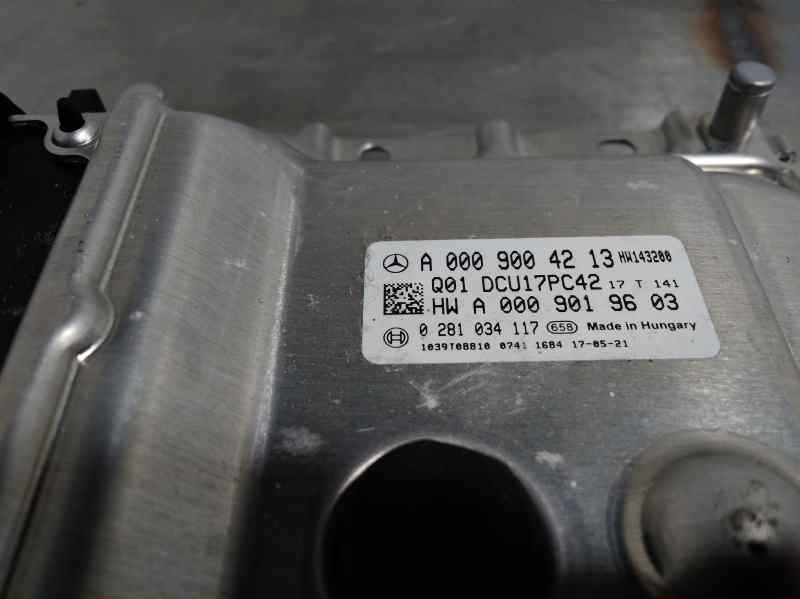 A 000 900 42 13 HW143200
Q01 DCU17PC42 17 T 141
HW A 000 901 96 03
0 281 034 117 658 Made in Hungary
1039T08810 0741 1684 17-05-21